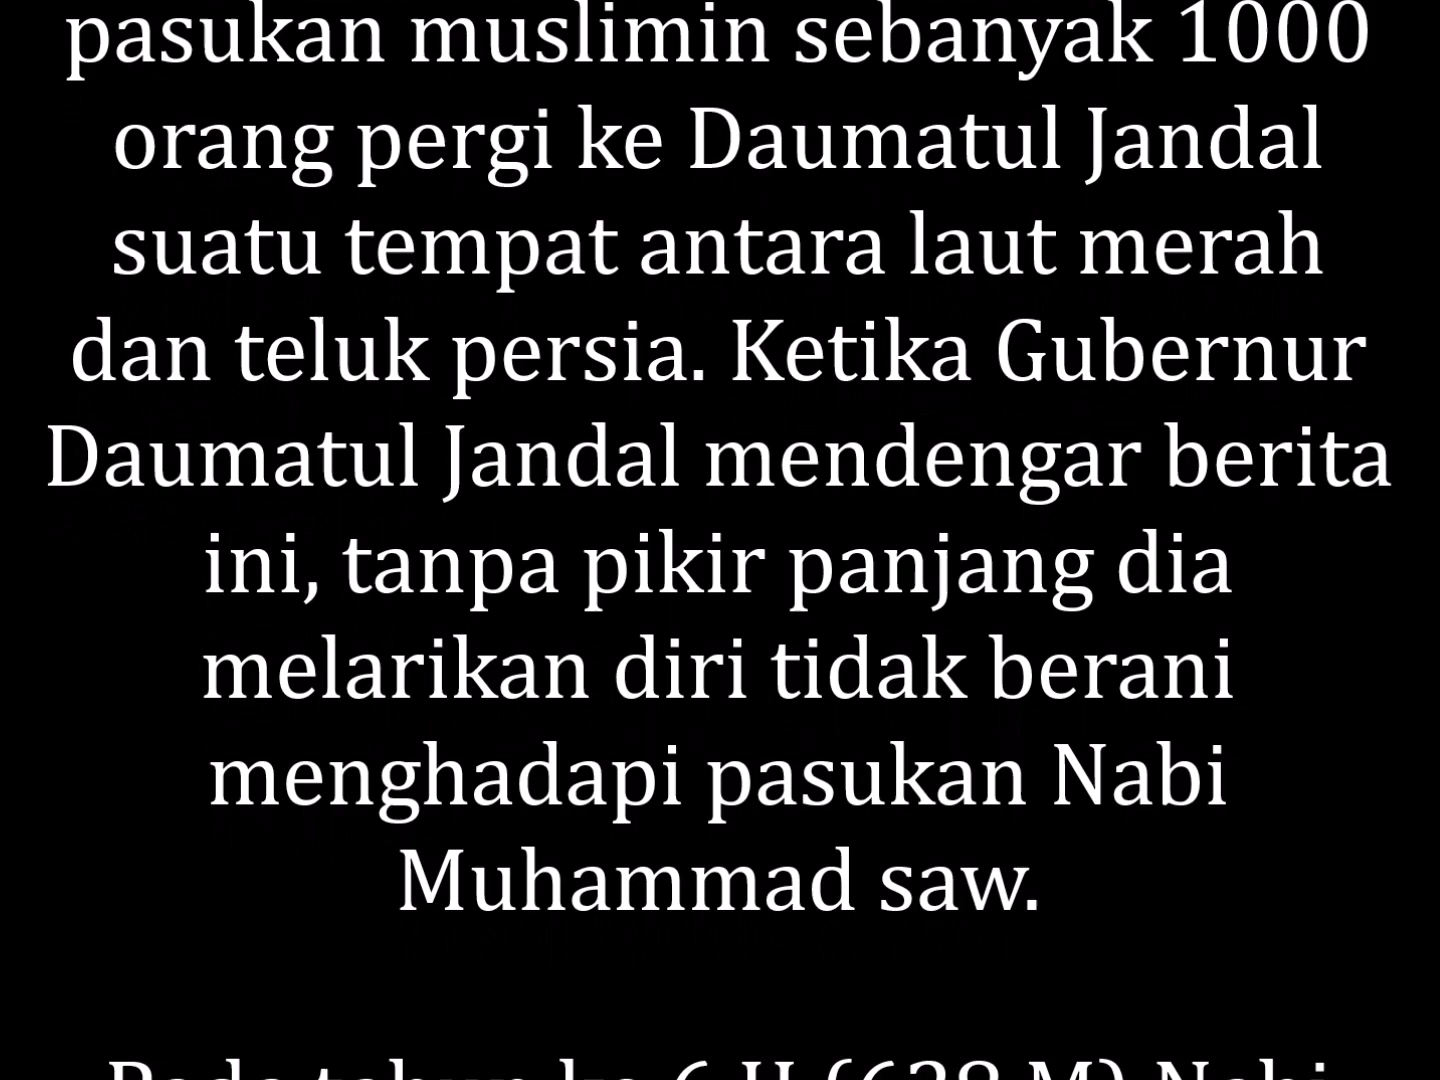 pasukan muslimin sebanyak 1000
orang pergi ke Daumatul Jandal
suatu tempat antara laut merah
dan teluk persia. Ketika Gubernur
Daumatul Jandal mendengar berita
ini, tanpa pikir panjang dia
melarikan diri tidak berani
menghadapi pasukan Nabi
Muhammad saw.
Pada tahun ke 6 H (628 M) Nabi